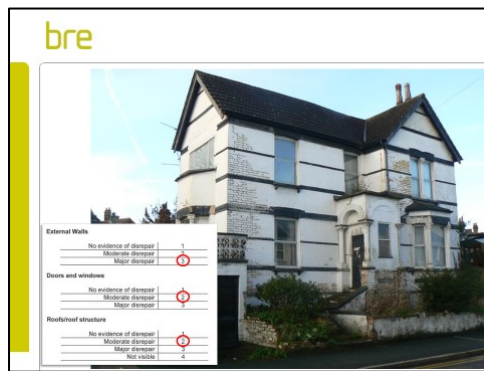 bre
External Walls
No evidence of disrepair 1
Moderate disrepair 2
Major disrepair 3
Doors and windows
No evidence of disrepair 1
Moderate disrepair 2
Major disrepair 3
Roofs/roof structure
No evidence of disrepair 1
Moderate disrepair 2
Major disrepair 3
Not visible 4